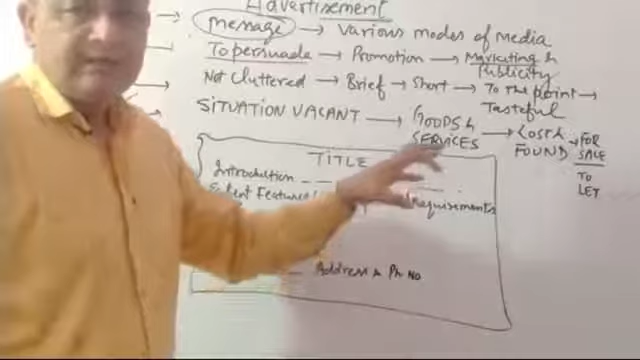 Advertisement
→ message → Various modes of Media
→ To persuade → Promotion → Marketing &
Publicity
→ Not Cluttered → Brief → Short → To the point →
Tasteful
→ SITUATION VACANT → GOODS & SERVICES → LOST & FOUND → FOR SALE
TO LET
TITLE
Introduction
Requirements
Address & Ph No